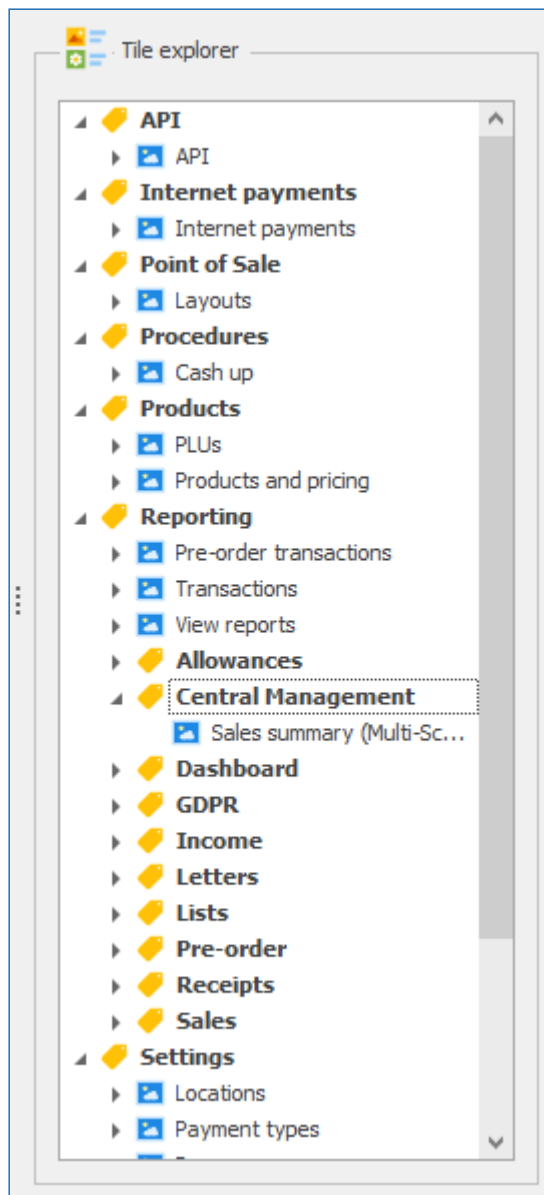 Tile explorer
API
API
Internet payments
Internet payments
Point of Sale
Layouts
Procedures
Cash up
Products
PLUs
Products and pricing
Reporting
Pre-order transactions
Transactions
View reports
Allowances
Central Management
Sales summary (Multi-Sc...
Dashboard
GDPR
Income
Letters
Lists
Pre-order
Receipts
Sales
Settings
Locations
Payment types